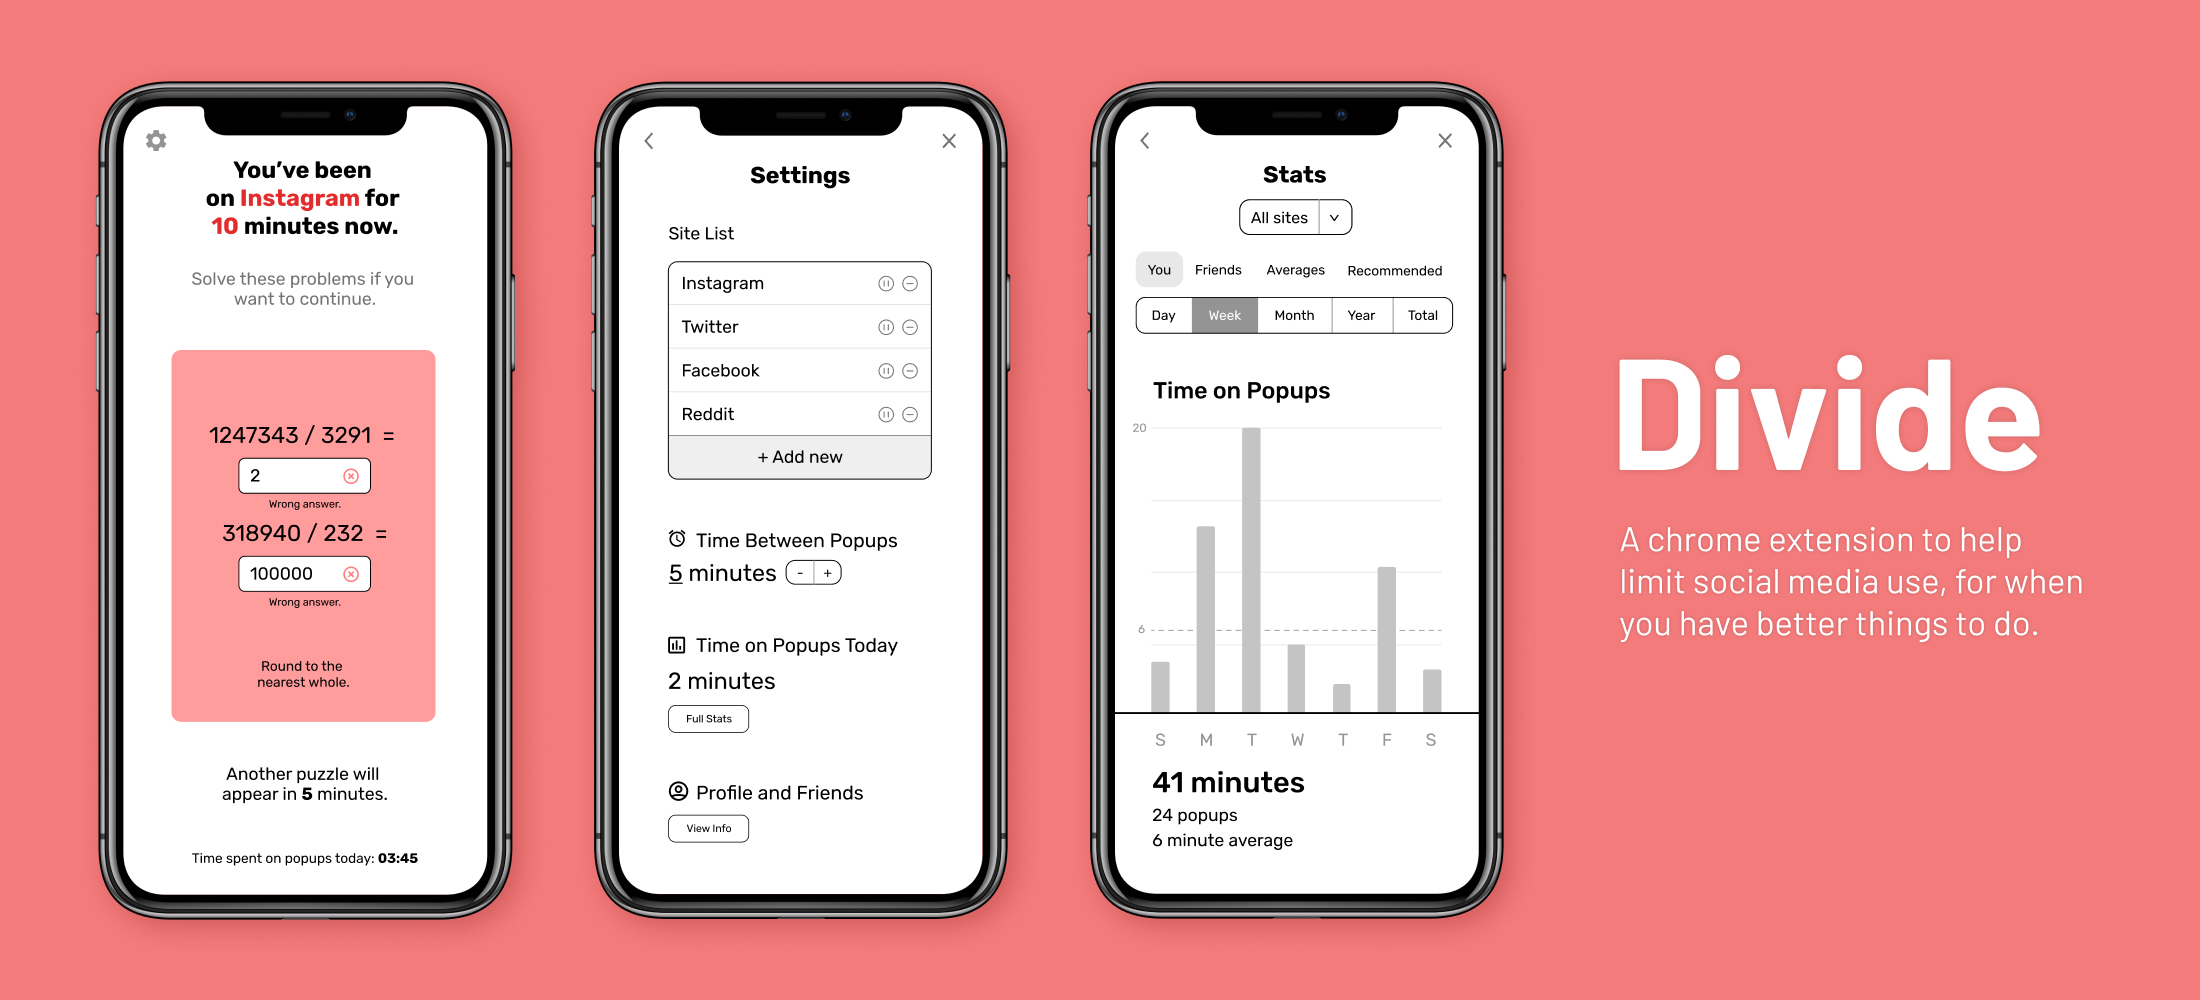 You've been
on Instagram for
10 minutes now.
Solve these problems if you
want to continue.
1247343 / 3291 =
2
Wrong answer.
318940 / 232 =
100000
Wrong answer.
Round to the
nearest whole.
Another puzzle will
appear in 5 minutes.
Time spent on popups today: 03:45
Settings
Site List
Instagram
Twitter
Facebook
Reddit
+ Add new
Time Between Popups
5 minutes - +
Time on Popups Today
2 minutes
Full Stats
Profile and Friends
View Info
Stats
All sites
You Friends Averages Recommended
Day Week Month Year Total
Time on Popups
20
6
S M T W T F S
41 minutes
24 popups
6 minute average
Divide
A chrome extension to help
limit social media use, for when
you have better things to do.